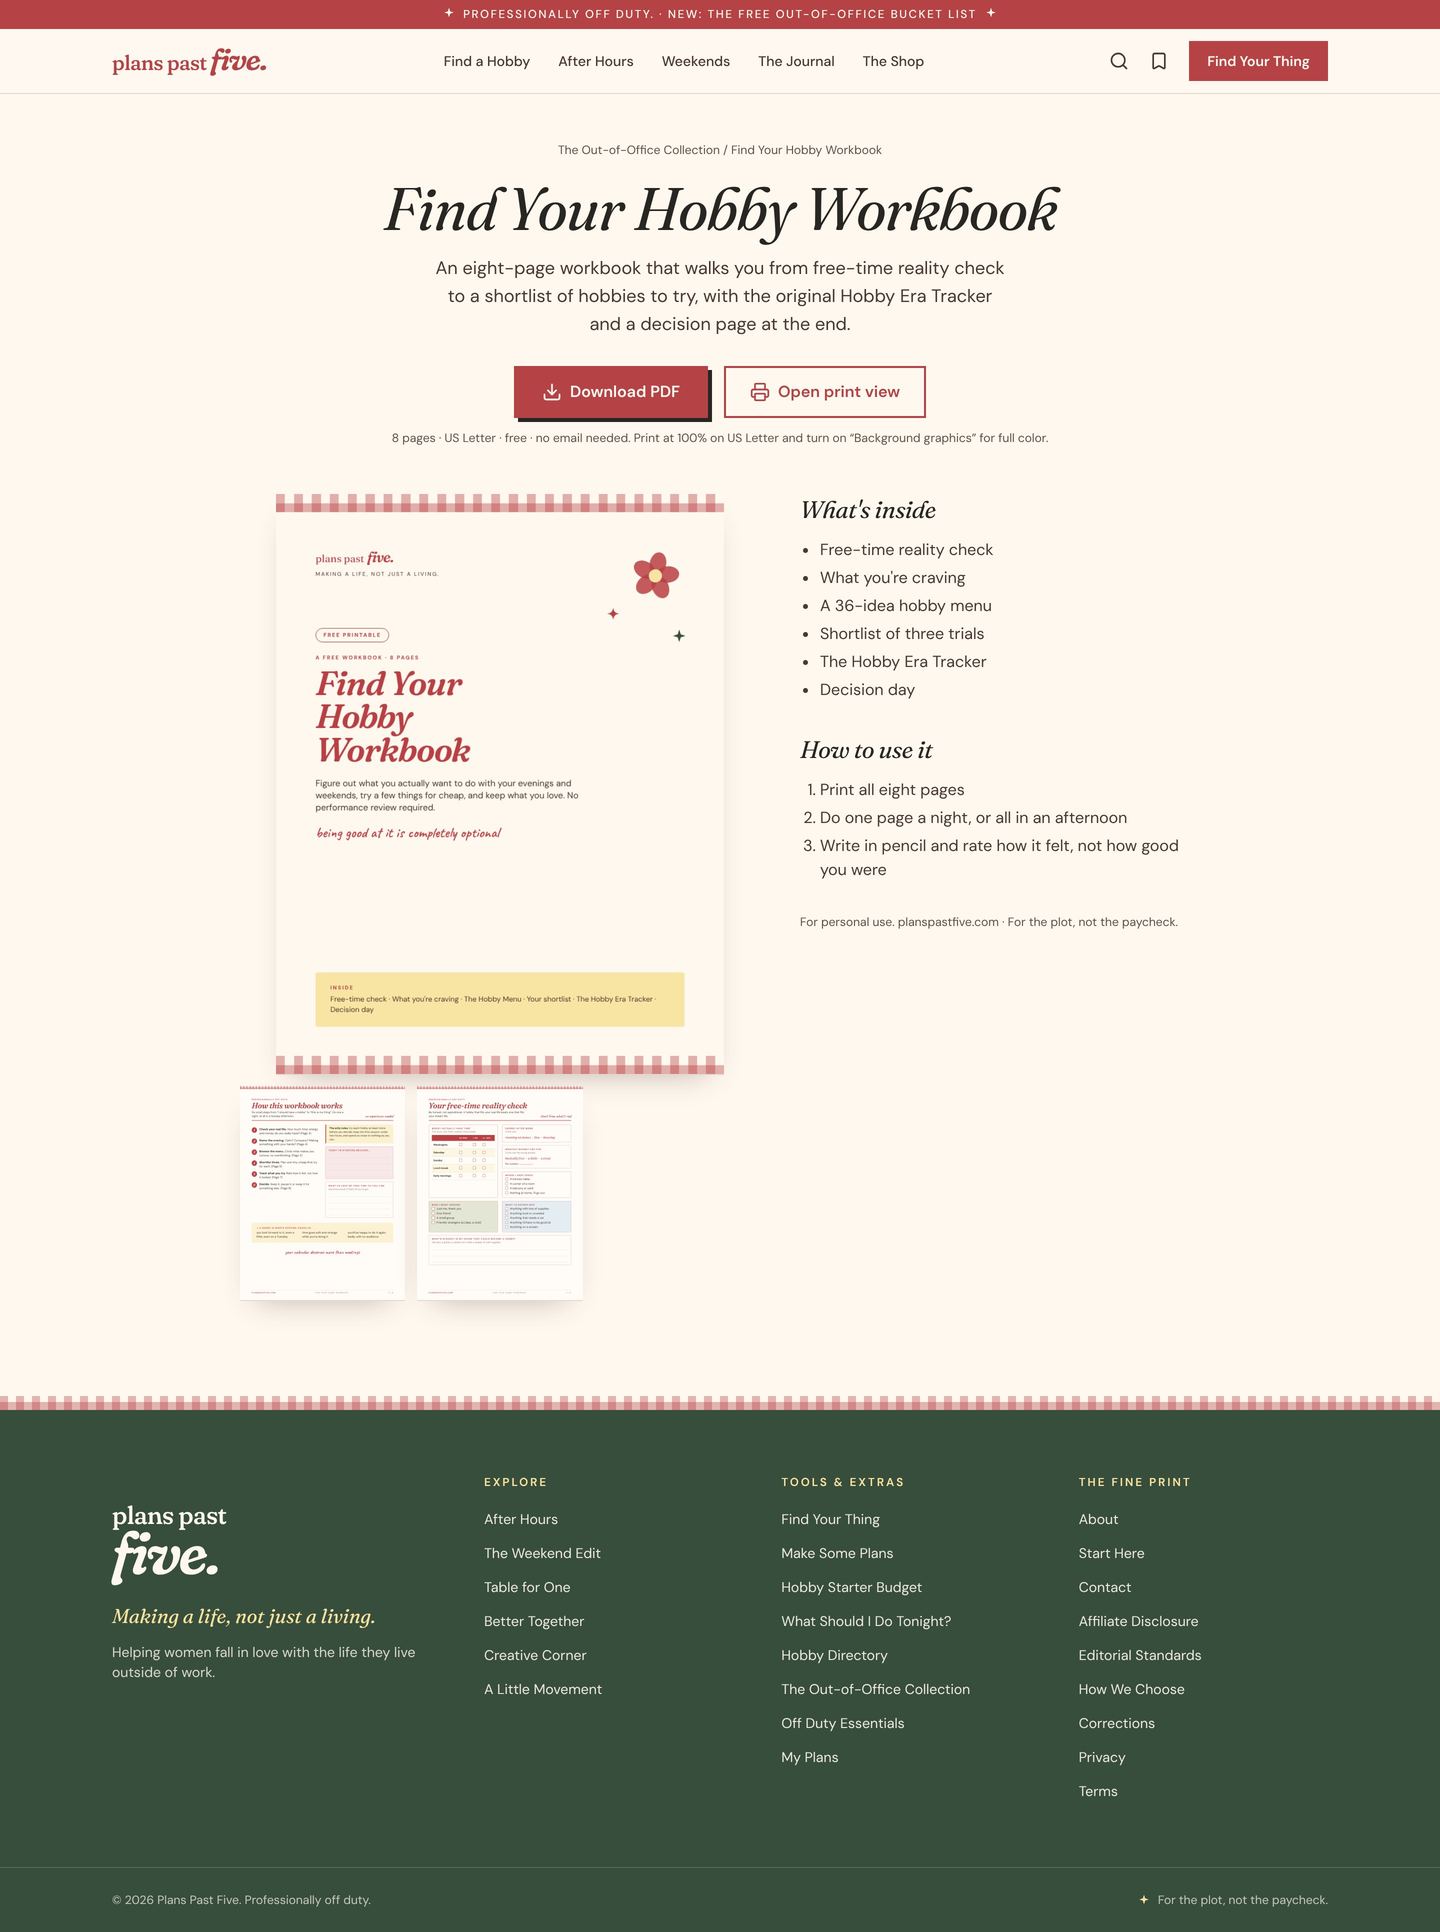 PROFESSIONALLY OFF DUTY. · NEW: THE FREE OUT-OF-OFFICE BUCKET LIST
plans past five.
Find a Hobby
After Hours
Weekends
The Journal
The Shop
Find Your Thing
The Out-of-Office Collection / Find Your Hobby Workbook
Find Your Hobby Workbook
An eight-page workbook that walks you from free-time reality check
to a shortlist of hobbies to try, with the original Hobby Era Tracker
and a decision page at the end.
Download PDF
Open print view
8 pages · US Letter · free · no email needed. Print at 100% on US Letter and turn on “Background graphics” for full color.
plans past five.
MAKING A LIFE, NOT JUST A LIVING.
FREE PRINTABLE
A FREE WORKBOOK · 8 PAGES
Find Your
Hobby
Workbook
Figure out what you actually want to do with your evenings and
weekends, try a few things for cheap, and keep what you love. No
performance review required.
being good at it is completely optional
INSIDE
Free-time check · What you're craving · The Hobby Menu · Your shortlist · The Hobby Era Tracker ·
Decision day
How this workbook works
Your free-time reality check
What's inside
• Free-time reality check
• What you're craving
• A 36-idea hobby menu
• Shortlist of three trials
• The Hobby Era Tracker
• Decision day
How to use it
1. Print all eight pages
2. Do one page a night, or all in an afternoon
3. Write in pencil and rate how it felt, not how good
you were
For personal use. planspastfive.com · For the plot, not the paycheck.
plans past
five.
Making a life, not just a living.
Helping women fall in love with the life they live
outside of work.
EXPLORE
After Hours
The Weekend Edit
Table for One
Better Together
Creative Corner
A Little Movement
TOOLS & EXTRAS
Find Your Thing
Make Some Plans
Hobby Starter Budget
What Should I Do Tonight?
Hobby Directory
The Out-of-Office Collection
Off Duty Essentials
My Plans
THE FINE PRINT
About
Start Here
Contact
Affiliate Disclosure
Editorial Standards
How We Choose
Corrections
Privacy
Terms
© 2026 Plans Past Five. Professionally off duty.
For the plot, not the paycheck.